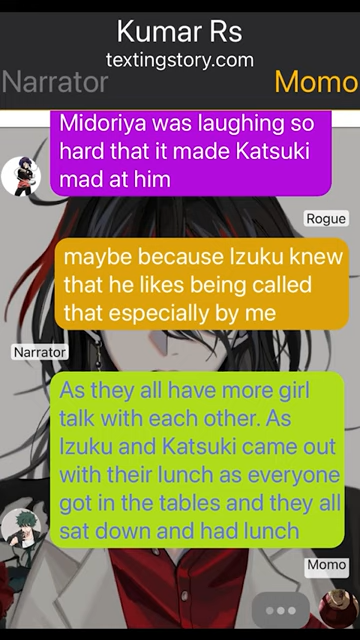 Kumar Rs
textingstory.com
Narrator
Momo
Midoriya was laughing so
hard that it made Katsuki
mad at him
Rogue
maybe because Izuku knew
that he likes being called
that especially by me
Narrator
As they all have more girl
talk with each other. As
Izuku and Katsuki came out
with their lunch as everyone
got in the tables and they all
sat down and had lunch
Momo